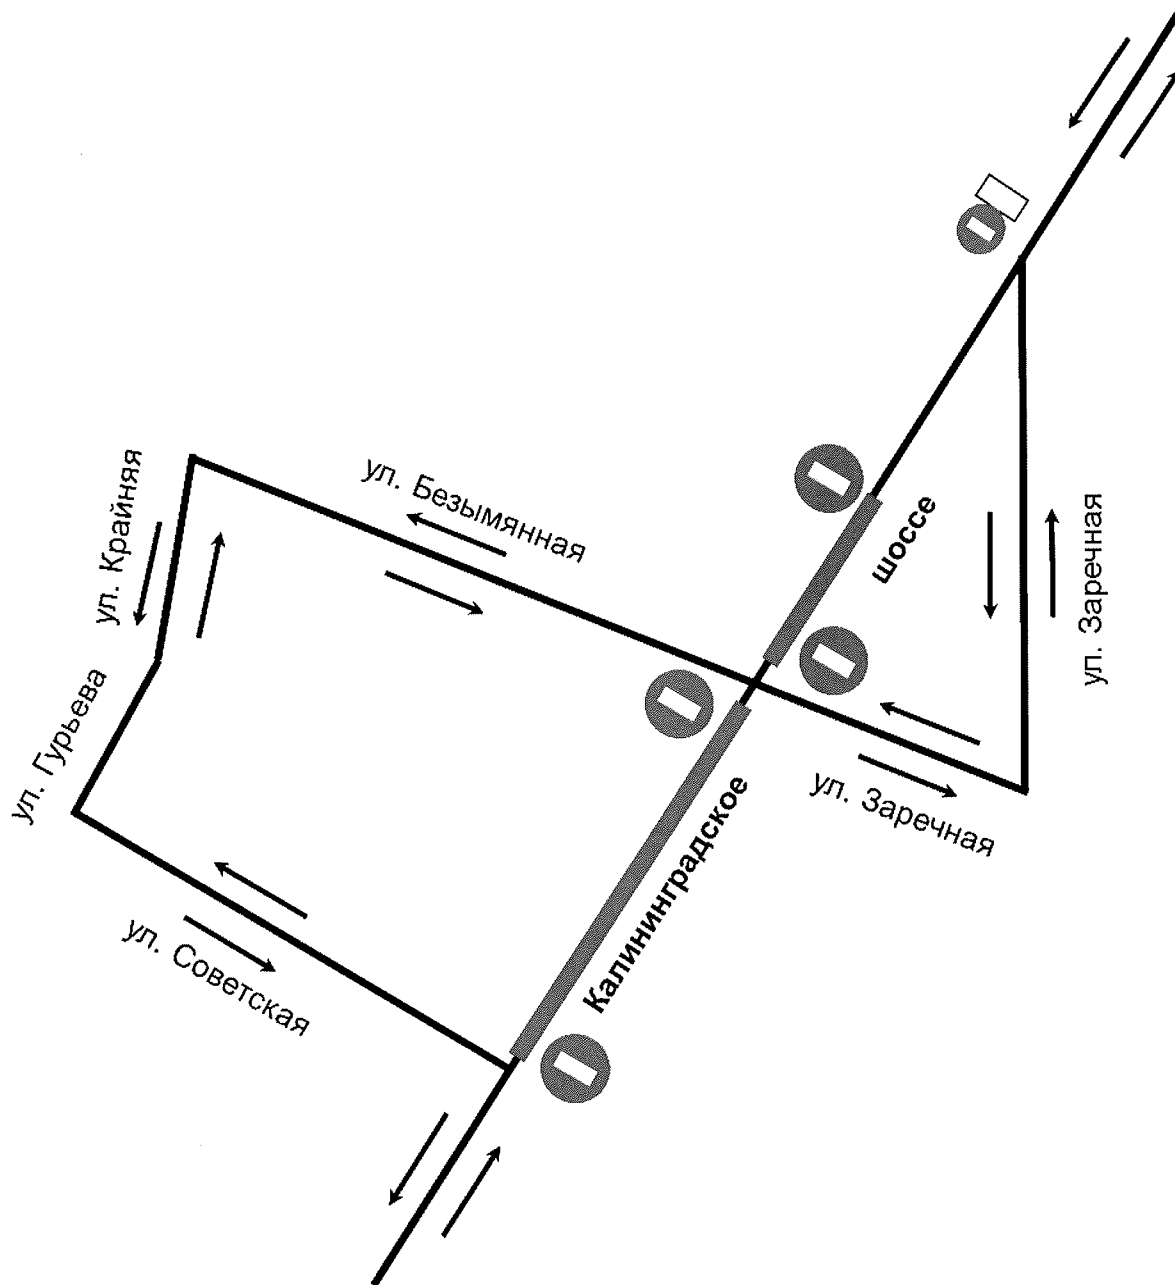 ул. Крайняя
ул. Безымянная
ул. Гурьева
шоссе
ул. Заречная
ул. Советская
Калининградское
ул. Заречная